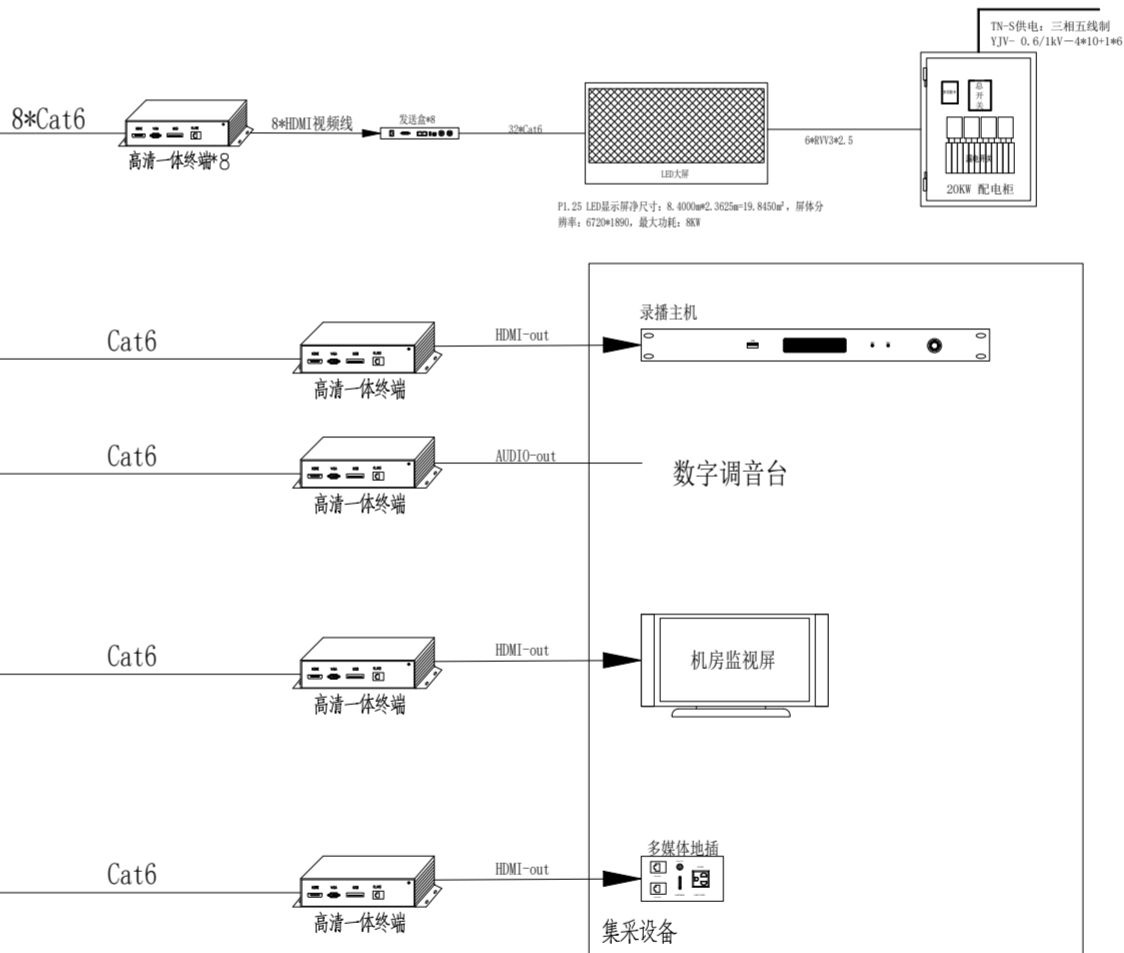 TN-S供电：三相五线制
YJV- 0.6/1kV－4*10+1*6
8*Cat6
高清一体终端*8
8*HDMI视频线
发送盒*8
32*Cat6
LED大屏
6*RVV3*2.5
总开关
漏电开关
20KW 配电柜
P1.25 LED显示屏净尺寸：8.4000m*2.3625m=19.8450m²，屏体分
辨率：6720*1890，最大功耗：8KW
Cat6
高清一体终端
HDMI-out
录播主机
Cat6
高清一体终端
AUDIO-out
数字调音台
Cat6
高清一体终端
HDMI-out
机房监视屏
Cat6
高清一体终端
HDMI-out
多媒体地插
集采设备